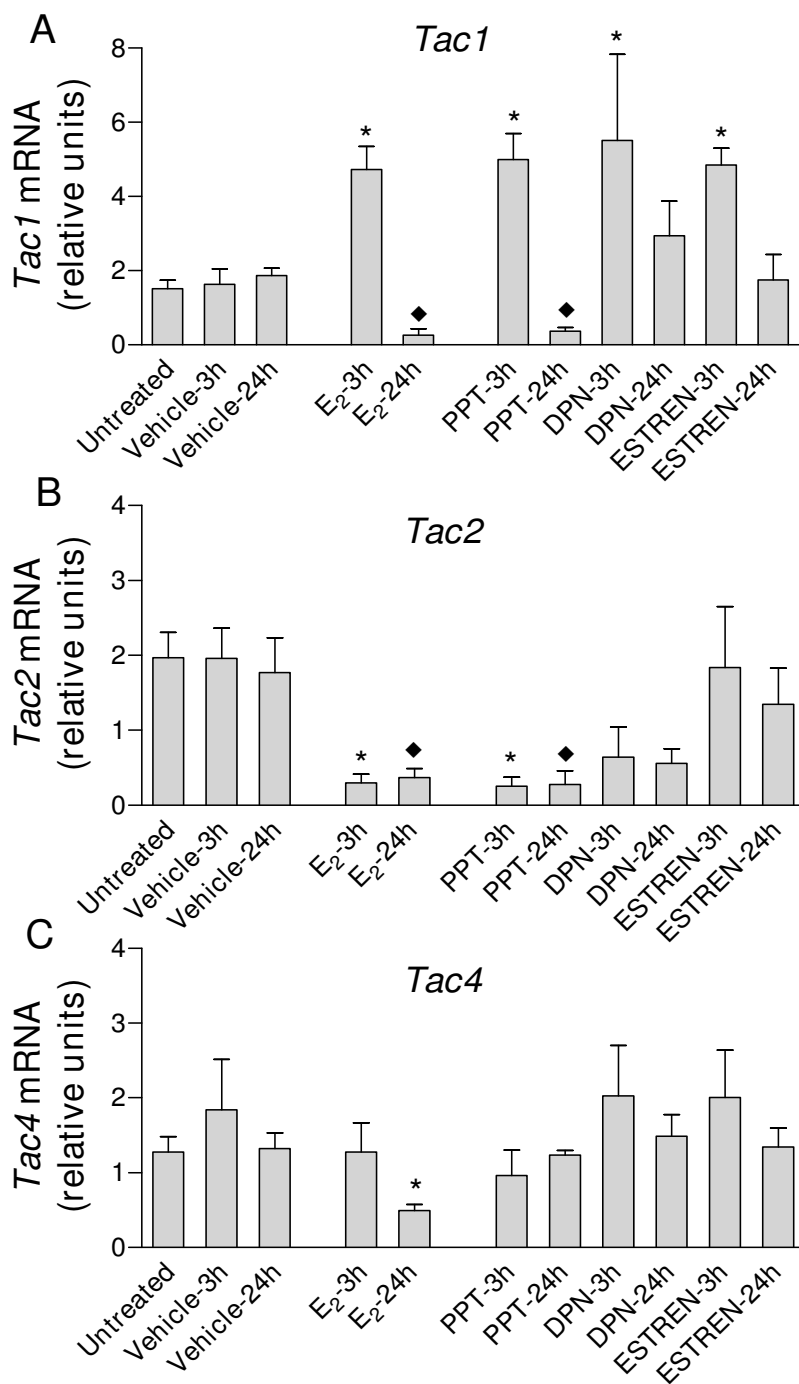 A
Tac1
Tac1 mRNA
(relative units)
8
6
4
2
0
*
*
*
*
◆
◆
Untreated
Vehicle-3h
Vehicle-24h
E₂-3h
E₂-24h
PPT-3h
PPT-24h
DPN-3h
DPN-24h
ESTREN-3h
ESTREN-24h
B
Tac2
Tac2 mRNA
(relative units)
4
3
2
1
0
*
◆
*
◆
Untreated
Vehicle-3h
Vehicle-24h
E₂-3h
E₂-24h
PPT-3h
PPT-24h
DPN-3h
DPN-24h
ESTREN-3h
ESTREN-24h
C
Tac4
Tac4 mRNA
(relative units)
4
3
2
1
0
*
Untreated
Vehicle-3h
Vehicle-24h
E₂-3h
E₂-24h
PPT-3h
PPT-24h
DPN-3h
DPN-24h
ESTREN-3h
ESTREN-24h